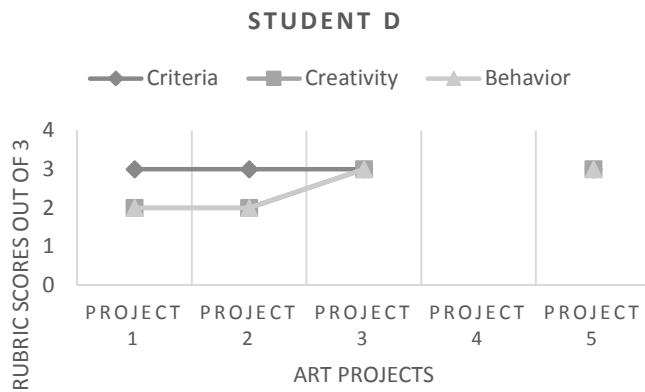 STUDENT D
Criteria Creativity Behavior
RUBRIC SCORES OUT OF 3
4
3
2
1
0
PROJECT 1
PROJECT 2
PROJECT 3
PROJECT 4
PROJECT 5
ART PROJECTS